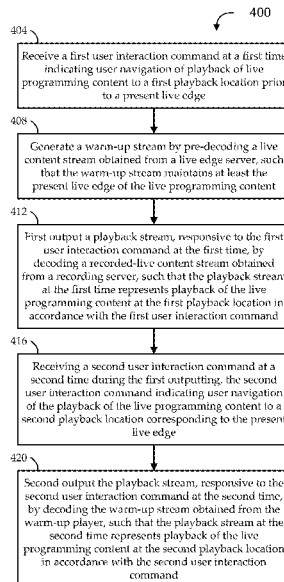 400
404
Receive a first user interaction command at a first time
indicating user navigation of playback of live
programming content to a first playback location prior
to a present live edge
408
Generate a warm-up stream by pre-decoding a live
content stream obtained from a live edge server, such
that the warm-up stream maintains at least the
present live edge of the live programming content
412
First output a playback stream, responsive to the first
user interaction command at the first time, by
decoding a recorded-live content stream obtained
from a recording server, such that the playback stream
at the first time represents playback of the live
programming content at the first playback location in
accordance with the first user interaction command
416
Receiving a second user interaction command at a
second time during the first outputting, the second
user interaction command indicating user navigation
of the playback of the live programming content to a
second playback location corresponding to the present
live edge
420
Second output the playback stream, responsive to the
second user interaction command at the second time,
by decoding the warm-up stream obtained from the
warm-up player, such that the playback stream at the
second time represents playback of the live
programming content at the second playback location
in accordance with the second user interaction
command